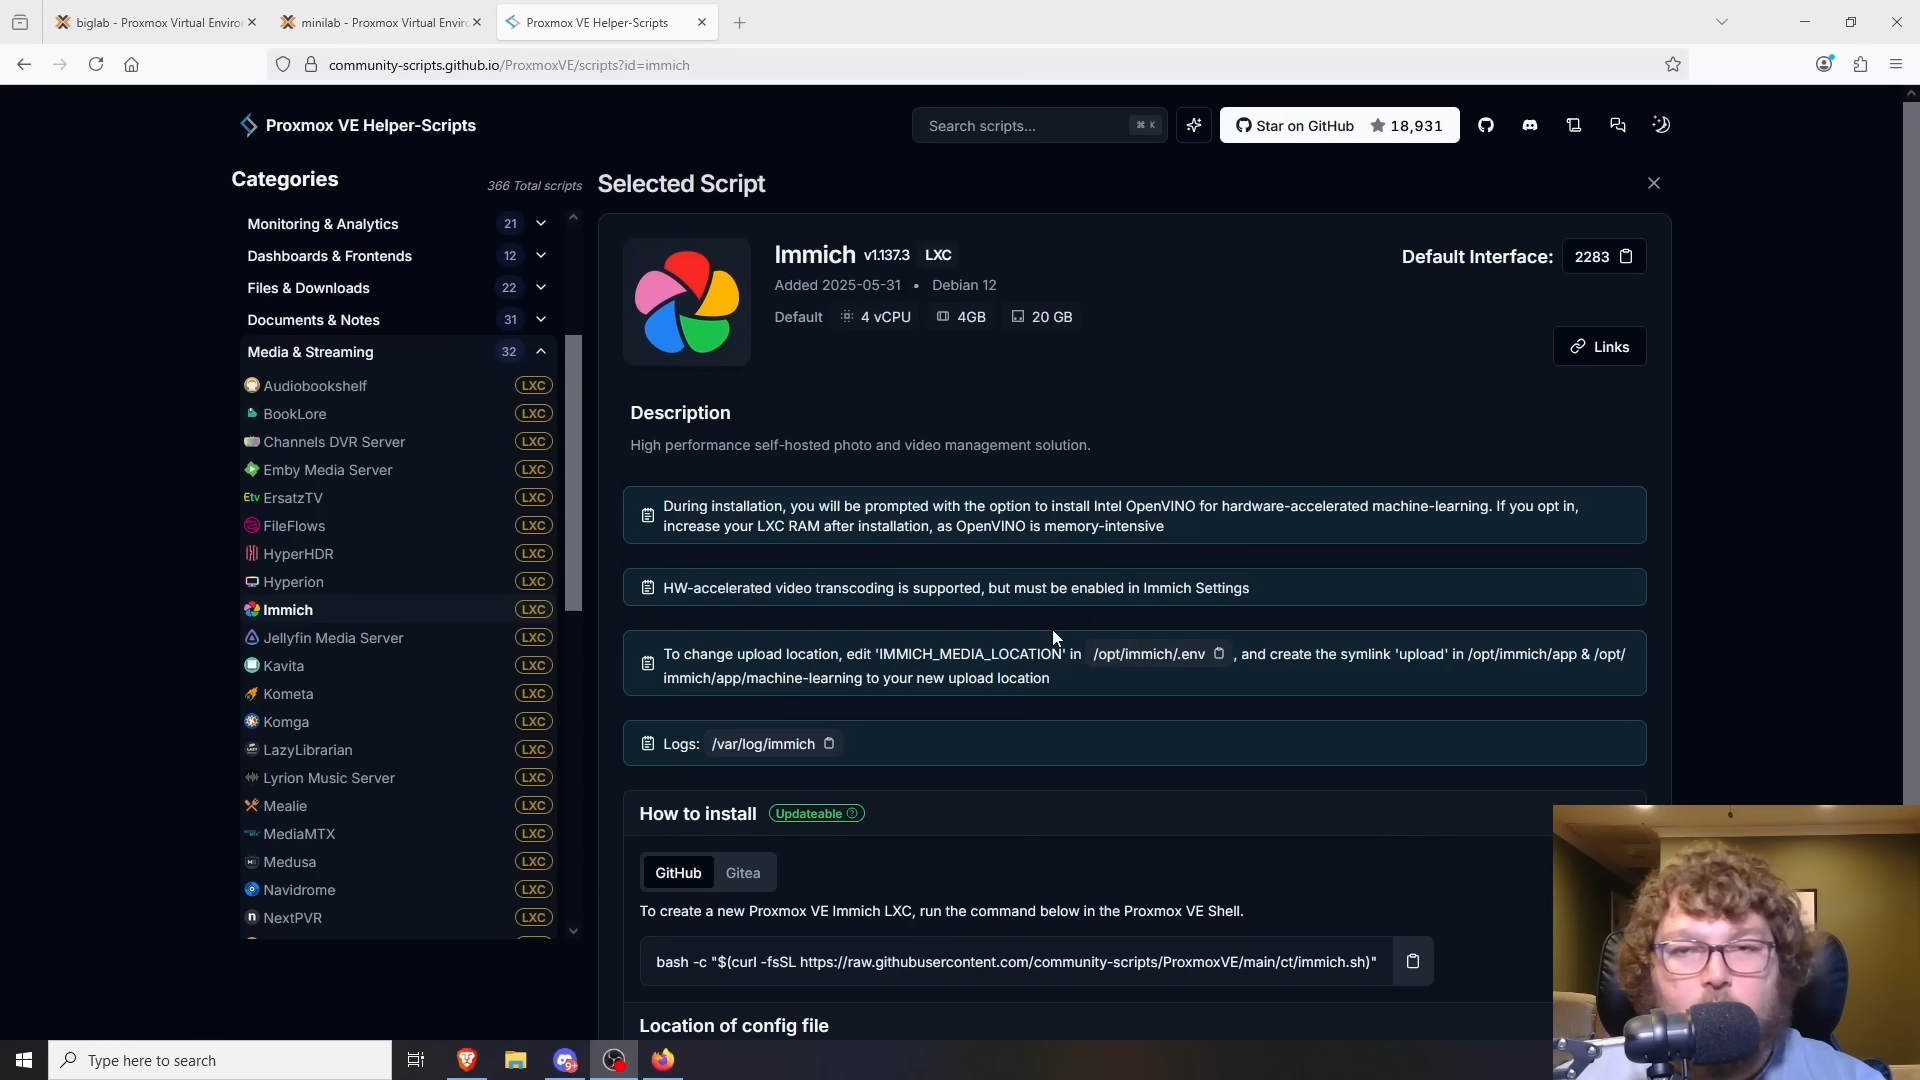 biglab - Proxmox Virtual Enviro
minilab - Proxmox Virtual Envir
Proxmox VE Helper-Scripts
community-scripts.github.io/ProxmoxVE/scripts?id=immich
Proxmox VE Helper-Scripts
Search scripts...
⌘ K
Star on GitHub
18,931
Categories
366 Total scripts
Monitoring & Analytics
21
Dashboards & Frontends
12
Files & Downloads
22
Documents & Notes
31
Media & Streaming
32
Audiobookshelf
LXC
BookLore
LXC
Channels DVR Server
LXC
Emby Media Server
LXC
Etv ErsatzTV
LXC
FileFlows
LXC
HyperHDR
LXC
Hyperion
LXC
Immich
LXC
Jellyfin Media Server
LXC
Kavita
LXC
Kometa
LXC
Komga
LXC
LazyLibrarian
LXC
Lyrion Music Server
LXC
Mealie
LXC
MediaMTX
LXC
Medusa
LXC
Navidrome
LXC
n NextPVR
LXC
Selected Script
Immich v1.137.3 LXC
Added 2025-05-31 • Debian 12
Default 4 vCPU 4GB 20 GB
Default Interface: 2283
Links
Description
High performance self-hosted photo and video management solution.
During installation, you will be prompted with the option to install Intel OpenVINO for hardware-accelerated machine-learning. If you opt in,
increase your LXC RAM after installation, as OpenVINO is memory-intensive
HW-accelerated video transcoding is supported, but must be enabled in Immich Settings
To change upload location, edit 'IMMICH_MEDIA_LOCATION' in /opt/immich/.env , and create the symlink 'upload' in /opt/immich/app & /opt/
immich/app/machine-learning to your new upload location
Logs: /var/log/immich
How to install Updateable
GitHub
Gitea
To create a new Proxmox VE Immich LXC, run the command below in the Proxmox VE Shell.
bash -c "$(curl -fsSL https://raw.githubusercontent.com/community-scripts/ProxmoxVE/main/ct/immich.sh)"
Location of config file
Type here to search
9+